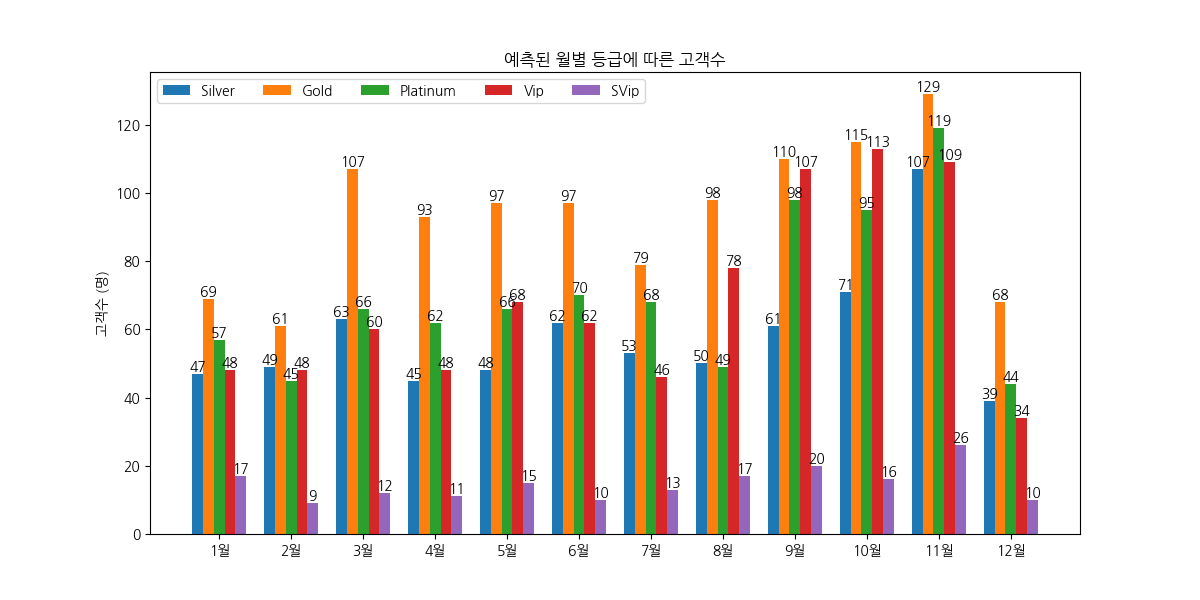 예측된 월별 등급에 따른 고객수
Silver Gold Platinum Vip SVip
고객수 (명)
120
100
80
60
40
20
0
47 69 57 48 17
49 61 45 48 9
63 107 66 60 12
45 93 62 48 11
48 97 66 68 15
62 97 70 62 10
53 79 68 46 13
50 98 49 78 17
61 110 98 107 20
71 115 95 113 16
107 129 119 109 26
39 68 44 34 10
1월 2월 3월 4월 5월 6월 7월 8월 9월 10월 11월 12월